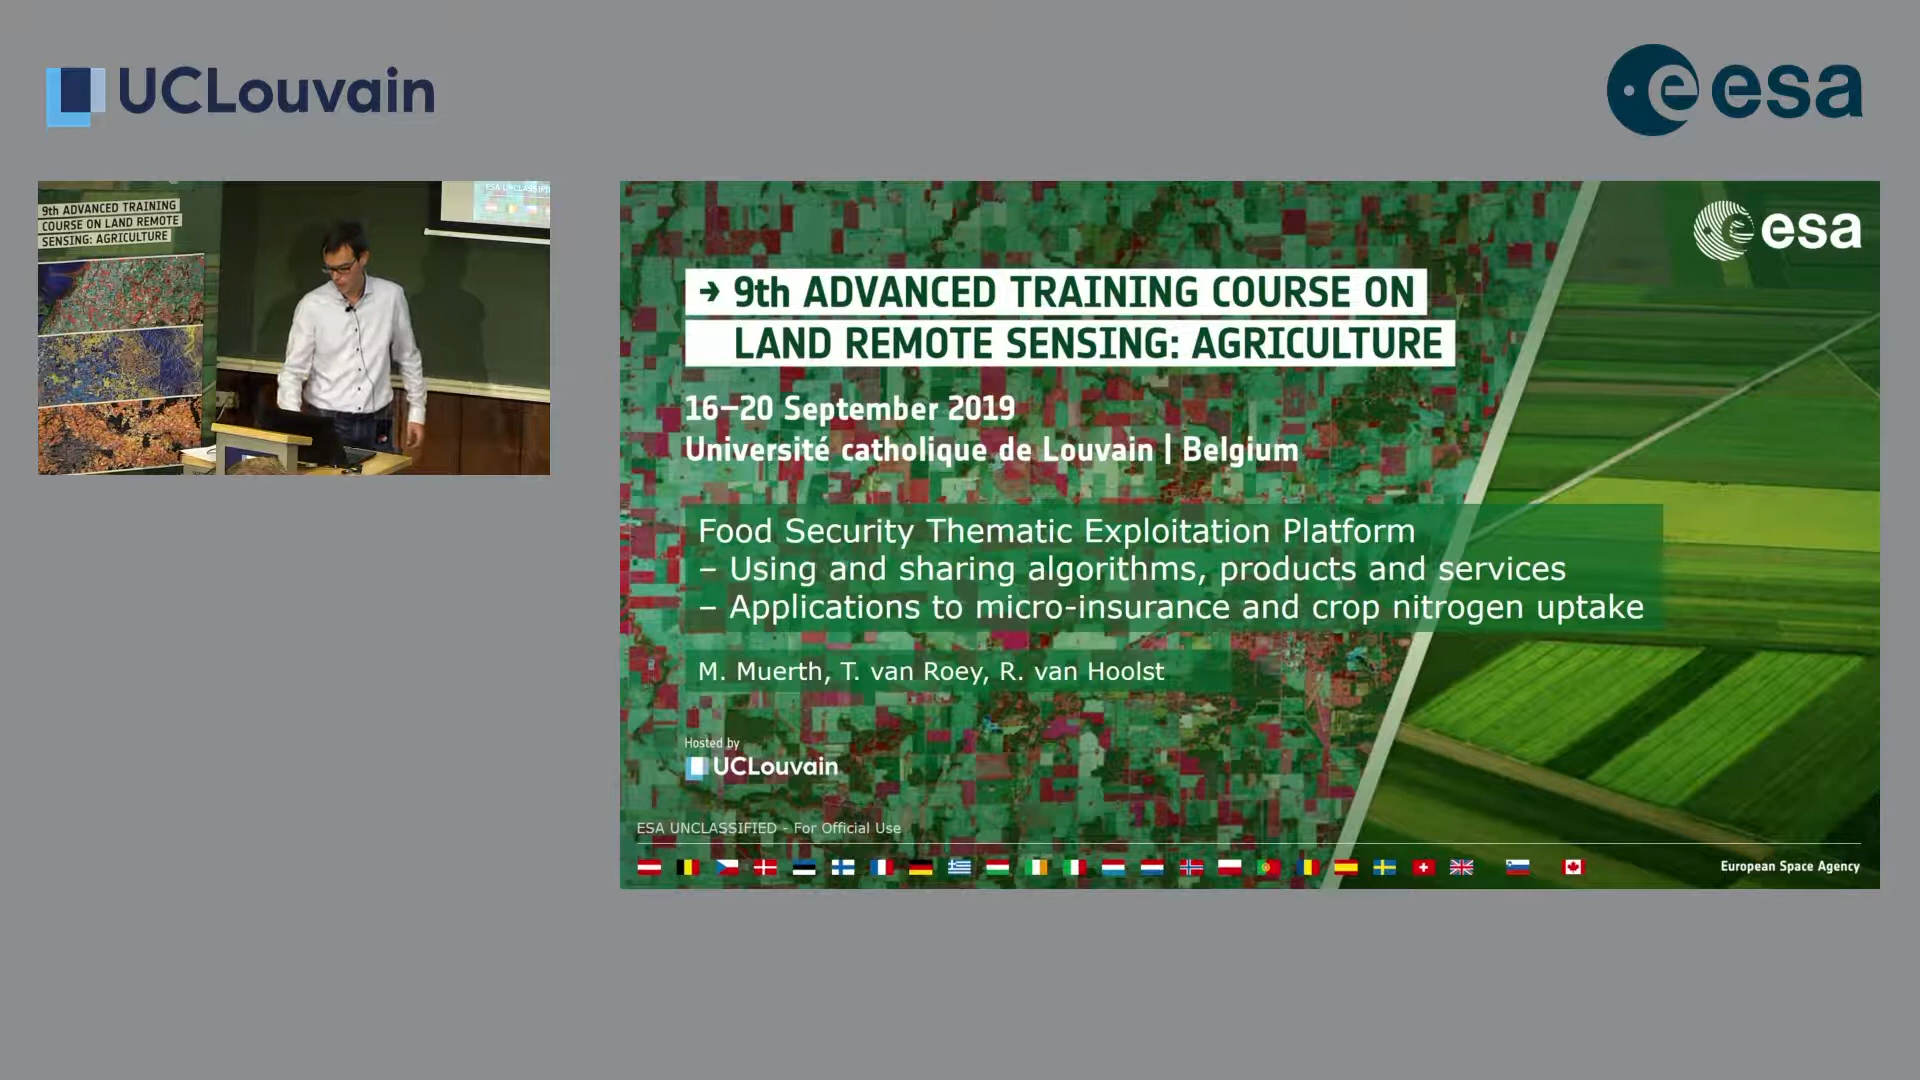 UCLouvain
esa
9th ADVANCED TRAINING
COURSE ON LAND REMOTE
SENSING: AGRICULTURE
ESA UNCLASSIFI
esa
→ 9th ADVANCED TRAINING COURSE ON
LAND REMOTE SENSING: AGRICULTURE
16–20 September 2019
Université catholique de Louvain | Belgium
Food Security Thematic Exploitation Platform
– Using and sharing algorithms, products and services
– Applications to micro-insurance and crop nitrogen uptake
M. Muerth, T. van Roey, R. van Hoolst
Hosted by
UCLouvain
ESA UNCLASSIFIED - For Official Use
European Space Agency